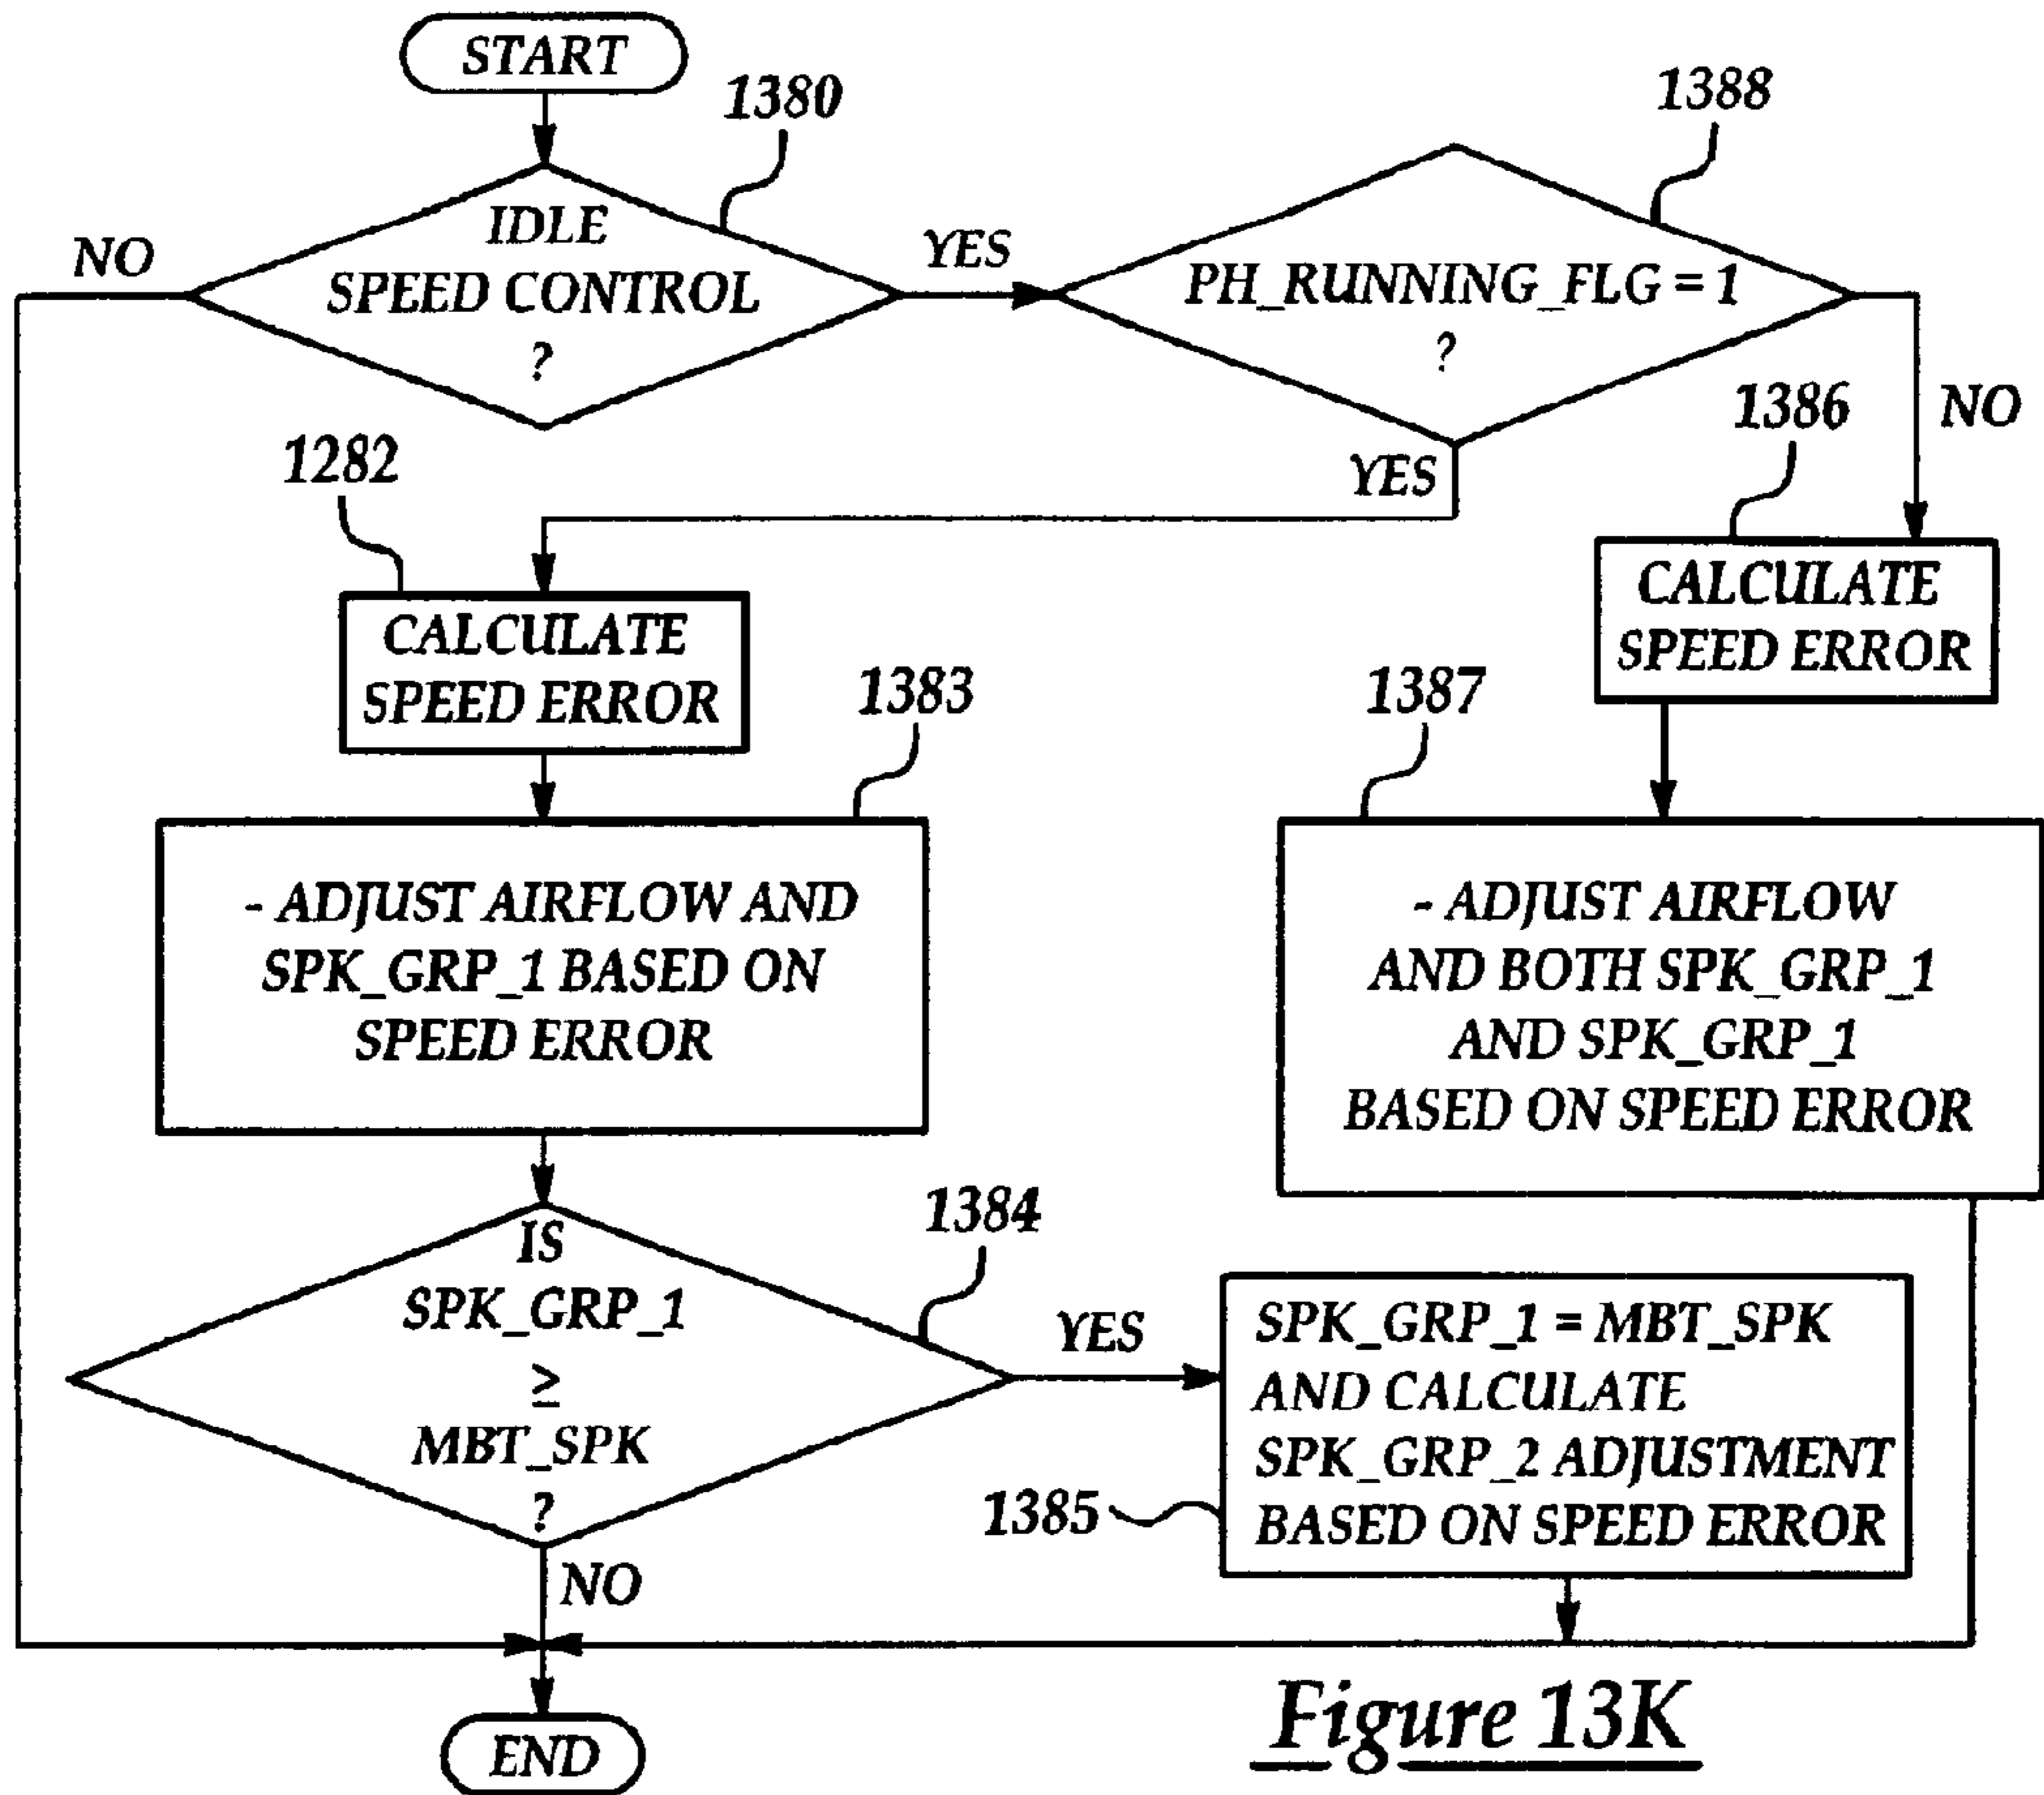 START
1380
IDLE
SPEED CONTROL
?
NO
YES
1388
PH_RUNNING_FLG = 1
?
NO
YES
1282
CALCULATE
SPEED ERROR
1386
CALCULATE
SPEED ERROR
1383
- ADJUST AIRFLOW AND
SPK_GRP_1 BASED ON
SPEED ERROR
1387
- ADJUST AIRFLOW
AND BOTH SPK_GRP_1
AND SPK_GRP_1
BASED ON SPEED ERROR
1384
IS
SPK_GRP_1
≥
MBT_SPK
?
YES
NO
1385
SPK_GRP_1 = MBT_SPK
AND CALCULATE
SPK_GRP_2 ADJUSTMENT
BASED ON SPEED ERROR
END
Figure 13K